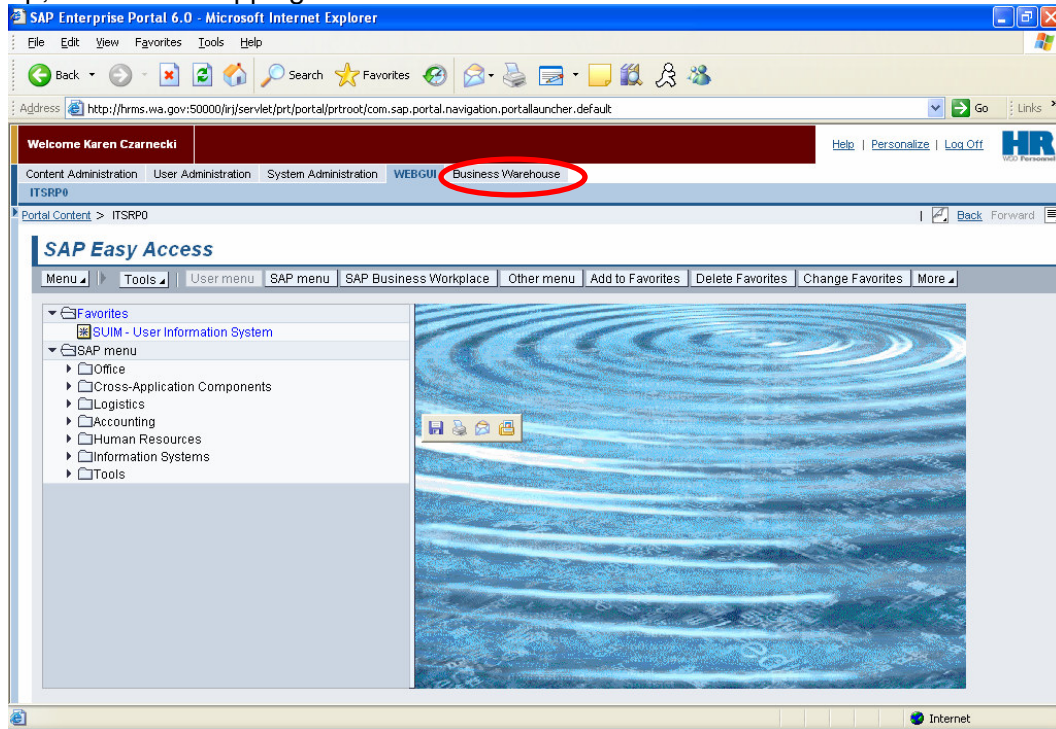 SAP Enterprise Portal 6.0 - Microsoft Internet Explorer
File Edit View Favorites Tools Help
Back Search Favorites
Address http://hrms.wa.gov:50000/irj/servlet/prt/portal/prtroot/com.sap.portal.navigation.portallauncher.default Go Links
Welcome Karen Czarnecki Help | Personalize | Log Off HR
Content Administration User Administration System Administration WEBGUI Business Warehouse
ITSRP0
Portal Content > ITSRP0 | Back Forward
SAP Easy Access
Menu Tools User menu SAP menu SAP Business Workplace Other menu Add to Favorites Delete Favorites Change Favorites More
Favorites
SUIM - User Information System
SAP menu
Office
Cross-Application Components
Logistics
Accounting
Human Resources
Information Systems
Tools
Internet